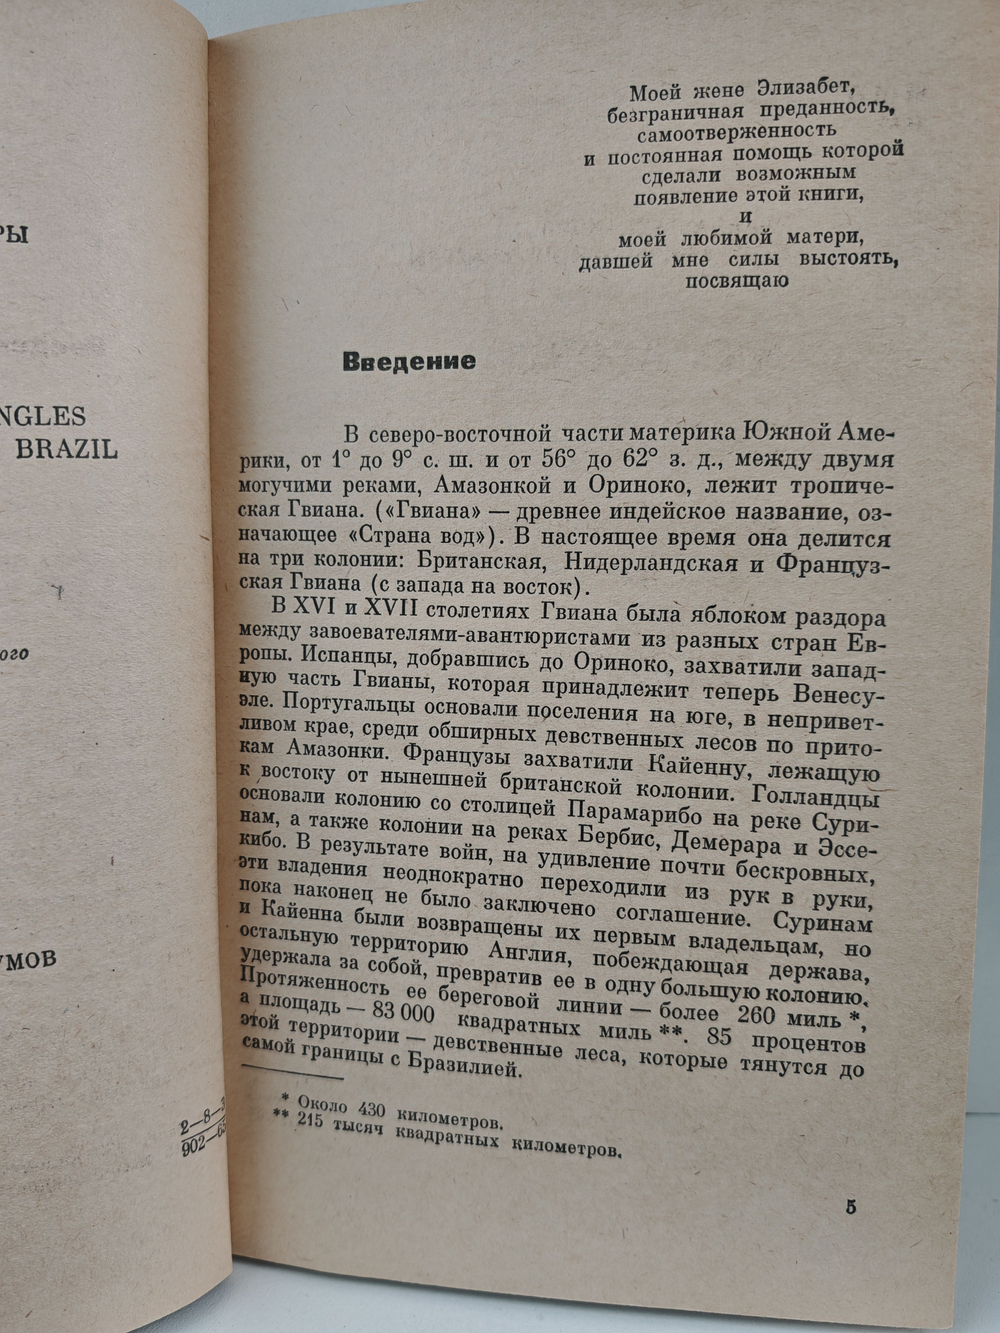 РЫ
NGLES
BRAZIL
ого
УМОВ
2—8—3
902—65
Моей жене Элизабет,
безграничная преданность,
самоотверженность
и постоянная помощь которой
сделали возможным
появление этой книги,
и
моей любимой матери,
давшей мне силы выстоять,
посвящаю
Введение
В северо-восточной части материка Южной Аме-
рики, от 1° до 9° с. ш. и от 56° до 62° з. д., между двумя
могучими реками, Амазонкой и Ориноко, лежит тропиче-
ская Гвиана. («Гвиана» — древнее индейское название, оз-
начающее «Страна вод»). В настоящее время она делится
на три колонии: Британская, Нидерландская и Француз-
ская Гвиана (с запада на восток).
В XVI и XVII столетиях Гвиана была яблоком раздора
между завоевателями-авантюристами из разных стран Ев-
ропы. Испанцы, добравшись до Ориноко, захватили запад-
ную часть Гвианы, которая принадлежит теперь Венесу-
эле. Португальцы основали поселения на юге, в непривет-
ливом крае, среди обширных девственных лесов по прито-
кам Амазонки. Французы захватили Кайенну, лежащую
к востоку от нынешней британской колонии. Голландцы
основали колонию со столицей Парамарибо на реке Сури-
нам, а также колонии на реках Бербис, Демерара и Эссе-
кибо. В результате войн, на удивление почти бескровных,
эти владения неоднократно переходили из рук в руки,
пока наконец не было заключено соглашение. Суринам
и Кайенна были возвращены их первым владельцам, но
остальную территорию Англия, побеждающая держава,
удержала за собой, превратив ее в одну большую колонию.
Протяженность ее береговой линии — более 260 миль *,
а площадь — 83 000 квадратных миль **. 85 процентов
этой территории — девственные леса, которые тянутся до
самой границы с Бразилией.
* Около 430 километров.
** 215 тысяч квадратных километров.
5